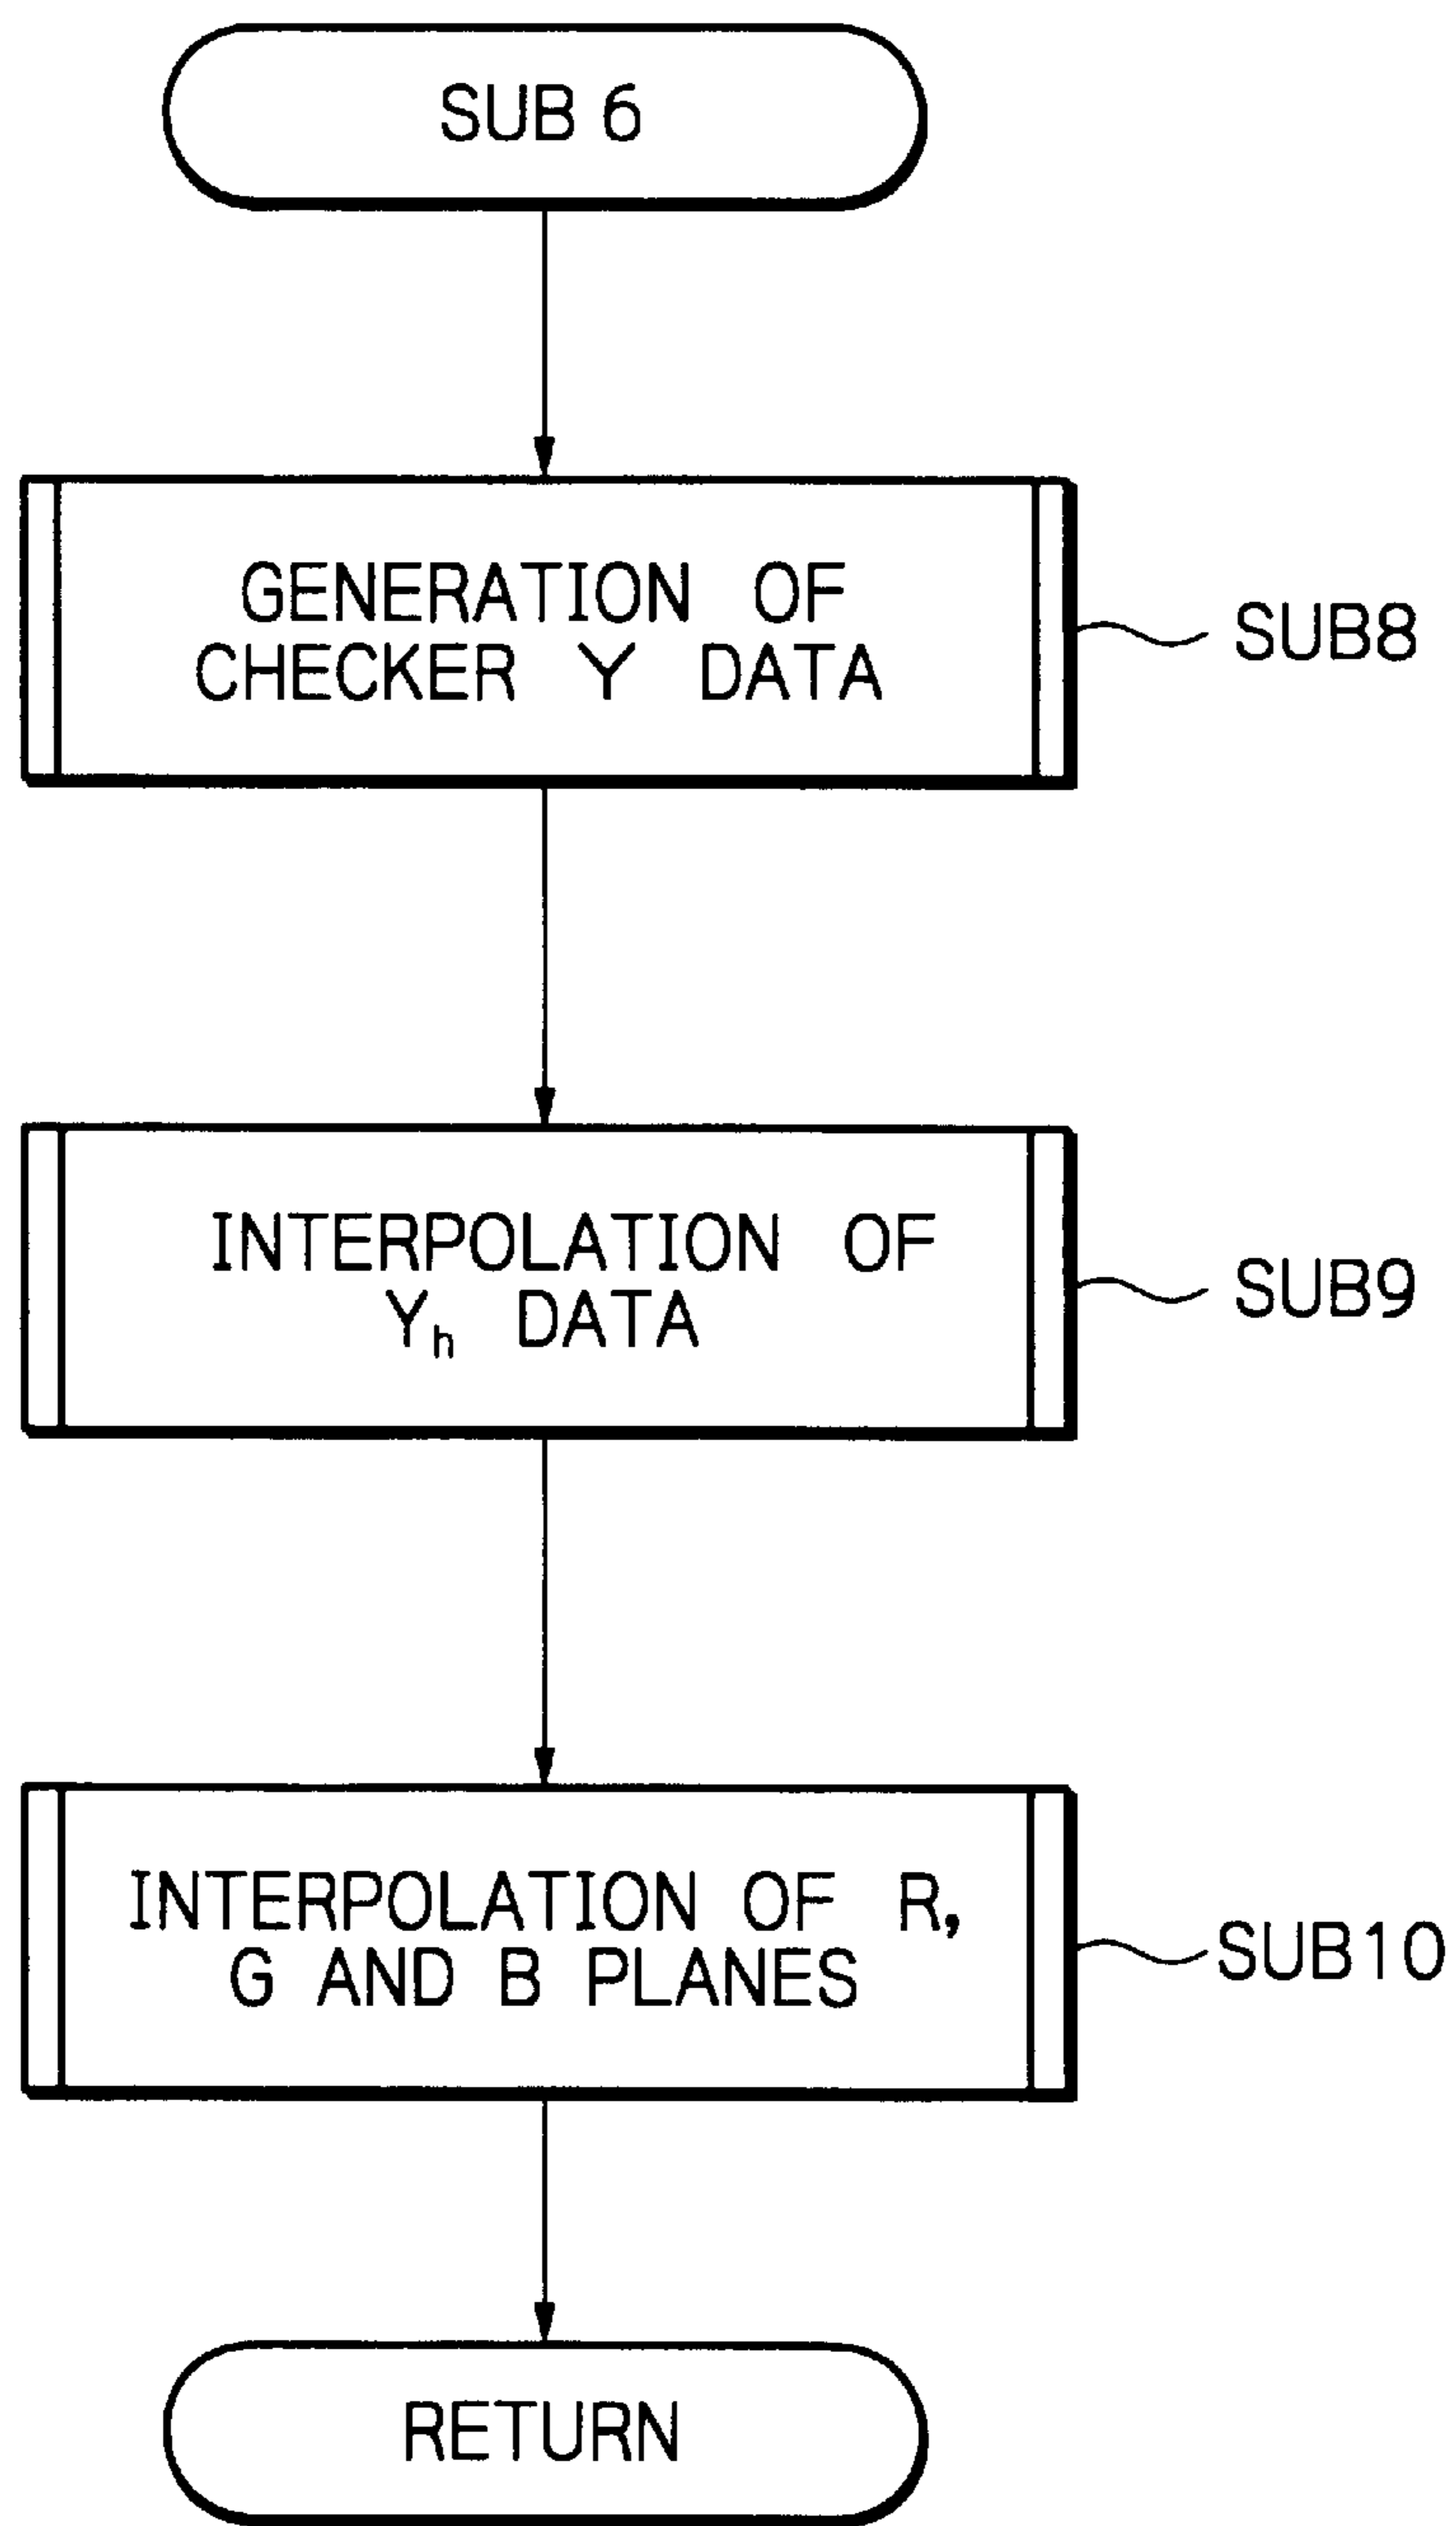 SUB 6
GENERATION OF
CHECKER Y DATA
SUB8
INTERPOLATION OF
Yh DATA
SUB9
INTERPOLATION OF R,
G AND B PLANES
SUB10
RETURN